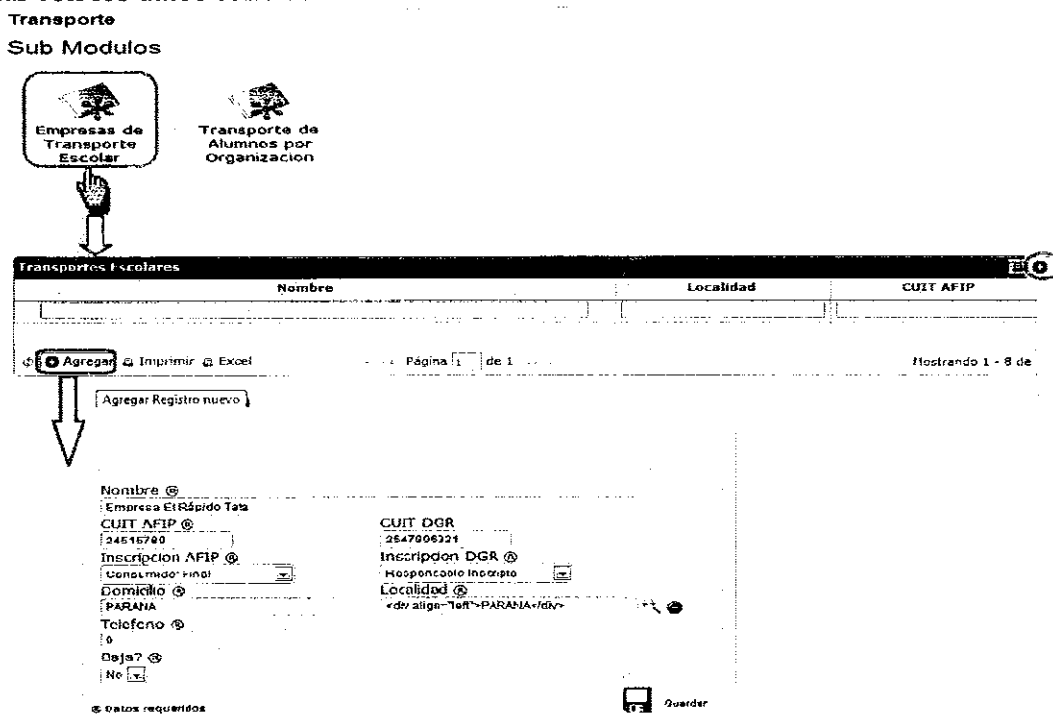 Transporte
Sub Modulos
Empresas de Transporte de
Transporte Alumnos por
Escolar Organizacion
Transportes Escolares
Nombre Localidad CUIT AFIP
Agregar Imprimir Excel Página 1 de 1 Mostrando 1 - 8 de
Agregar Registro nuevo
Nombre
Empresa El Rápido Tata
CUIT AFIP CUIT DGR
24515780 2547806321
Inscripcion AFIP Inscripcion DGR
Consumidor Final Responsable Inscripto
Domicilio Localidad
PARANA <div align="left">PARANA</div>
Telefono
0
Baja?
No
Datos requeridos Guardar